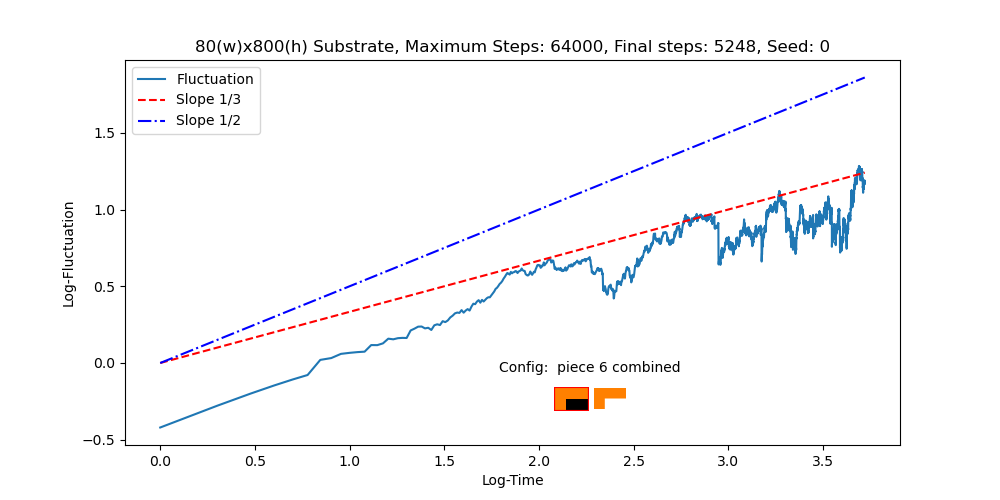 80(w)x800(h) Substrate, Maximum Steps: 64000, Final steps: 5248, Seed: 0
Fluctuation
Slope 1/3
Slope 1/2
1.5
1.0
0.5
0.0
−0.5
Log-Fluctuation
Config:  piece 6 combined
0.0 0.5 1.0 1.5 2.0 2.5 3.0 3.5
Log-Time